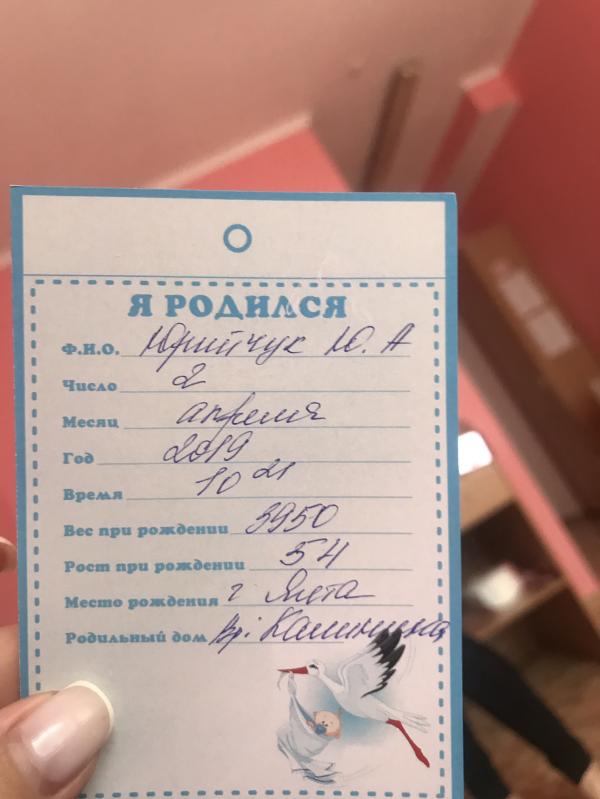 Я РОДИЛСЯ
Ф.И.О. Юрийчук Ю. А
Число 2
Месяц апреля
Год 2019
Время 10 21
Вес при рождении 3950
Рост при рождении 54
Место рождения г Ялта
Родильный дом Вр: Калинина